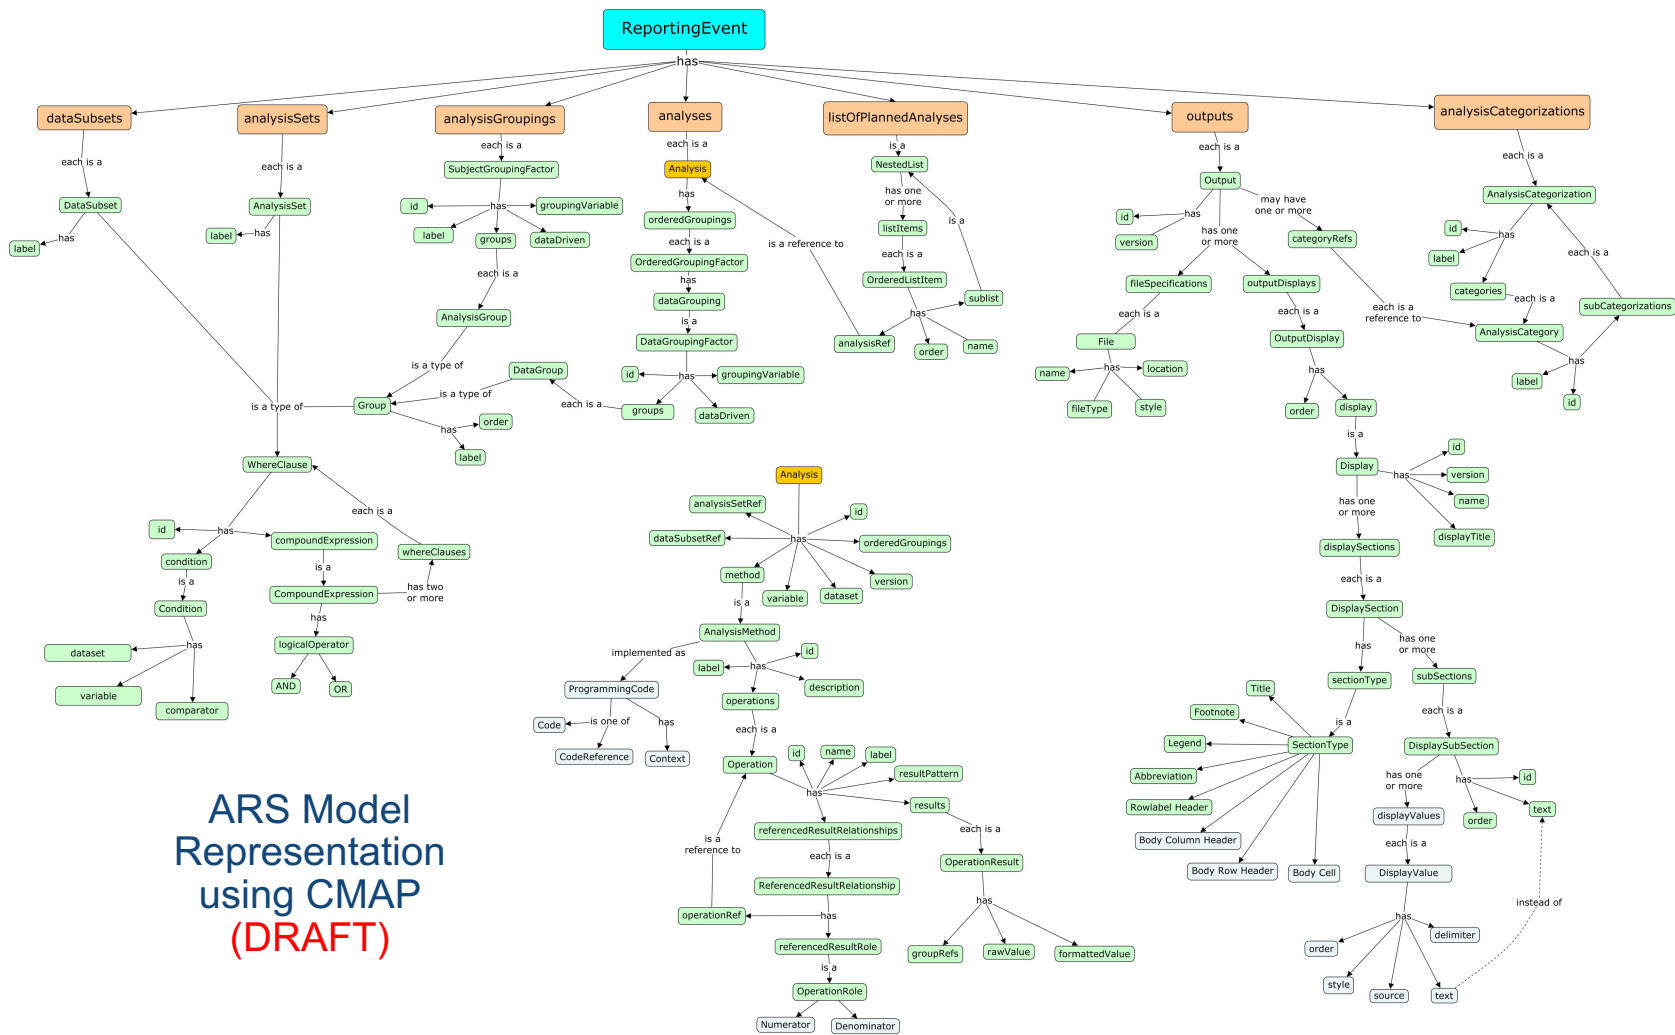 ReportingEvent
has
dataSubsets
analysisSets
analysisGroupings
analyses
listOfPlannedAnalyses
outputs
analysisCategorizations
each is a
DataSubset
has
label
each is a
AnalysisSet
has
label
is a type of
each is a
SubjectGroupingFactor
has
id
groupingVariable
label
groups
dataDriven
each is a
AnalysisGroup
is a type of
Group
has
order
label
DataGroup
is a type of
each is a
each is a
Analysis
has
orderedGroupings
each is a
OrderedGroupingFactor
has
dataGrouping
is a
DataGroupingFactor
has
id
groupingVariable
groups
dataDriven
is a
NestedList
has one
or more
listItems
each is a
OrderedListItem
has
is a
sublist
analysisRef
order
name
is a reference to
each is a
Output
has
id
version
has one
or more
may have
one or more
categoryRefs
fileSpecifications
each is a
File
has
name
location
fileType
style
outputDisplays
each is a
OutputDisplay
has
order
display
is a
Display
has
id
version
name
displayTitle
has one
or more
displaySections
each is a
DisplaySection
has
sectionType
is a
SectionType
Title
Footnote
Legend
Abbreviation
Rowlabel Header
Body Column Header
Body Row Header
Body Cell
has one
or more
subSections
each is a
DisplaySubSection
has
id
text
order
has one
or more
displayValues
each is a
DisplayValue
has
order
style
source
text
delimiter
instead of
each is a
AnalysisCategorization
has
id
label
categories
each is a
AnalysisCategory
each is a
reference to
has
label
id
subCategorizations
each is a
WhereClause
has
id
condition
is a
Condition
has
dataset
variable
comparator
compoundExpression
is a
CompoundExpression
has two
or more
whereClauses
each is a
has
logicalOperator
AND
OR
Analysis
has
analysisSetRef
id
dataSubsetRef
orderedGroupings
method
version
variable
dataset
is a
AnalysisMethod
implemented as
ProgrammingCode
is one of
Code
CodeReference
has
Context
has
label
id
description
operations
each is a
Operation
has
id
name
label
resultPattern
results
referencedResultRelationships
each is a
ReferencedResultRelationship
has
operationRef
is a
reference to
referencedResultRole
is a
OperationRole
Numerator
Denominator
each is a
OperationResult
has
groupRefs
rawValue
formattedValue
ARS Model
Representation
using CMAP
(DRAFT)